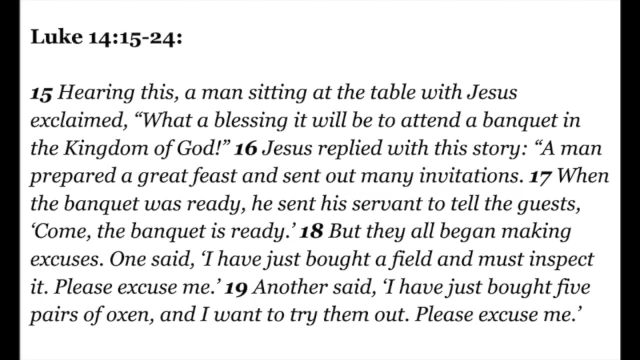 Luke 14:15-24:
15 Hearing this, a man sitting at the table with Jesus
exclaimed, “What a blessing it will be to attend a banquet in
the Kingdom of God!” 16 Jesus replied with this story: “A man
prepared a great feast and sent out many invitations. 17 When
the banquet was ready, he sent his servant to tell the guests,
‘Come, the banquet is ready.’ 18 But they all began making
excuses. One said, ‘I have just bought a field and must inspect
it. Please excuse me.’ 19 Another said, ‘I have just bought five
pairs of oxen, and I want to try them out. Please excuse me.’